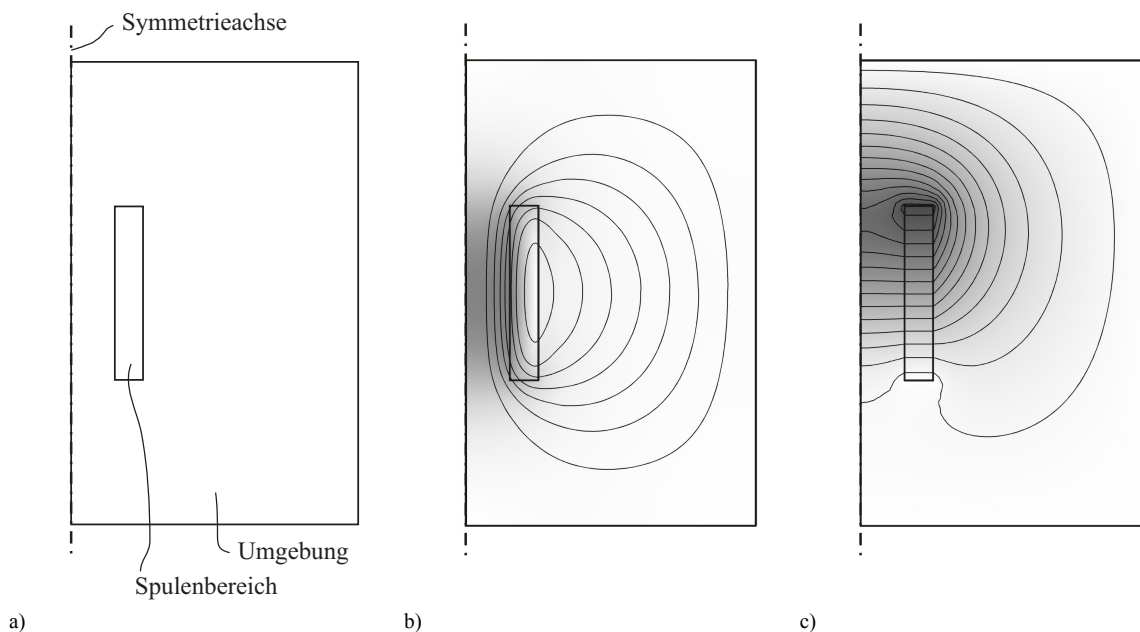 Symmetrieachse
Umgebung
Spulenbereich
a)
b)
c)